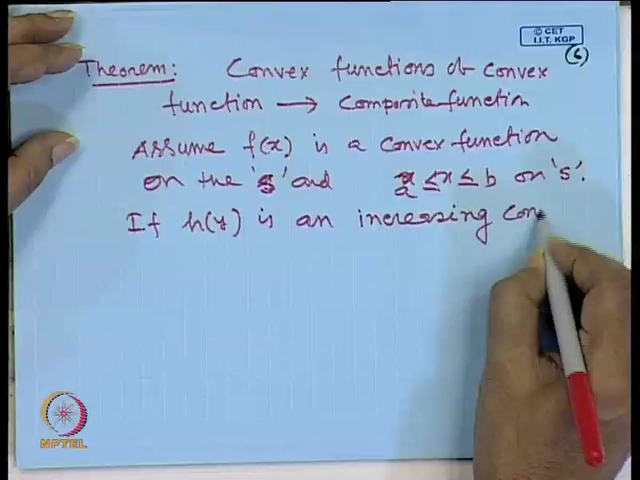 © CET
I.I.T. KGP
6
Theorem: Convex functions of convex
function → Composite function
Assume f(x) is a convex function
on the 's' and a ≤ x ≤ b on 's'.
If h(y) is an increasing con
NPTEL